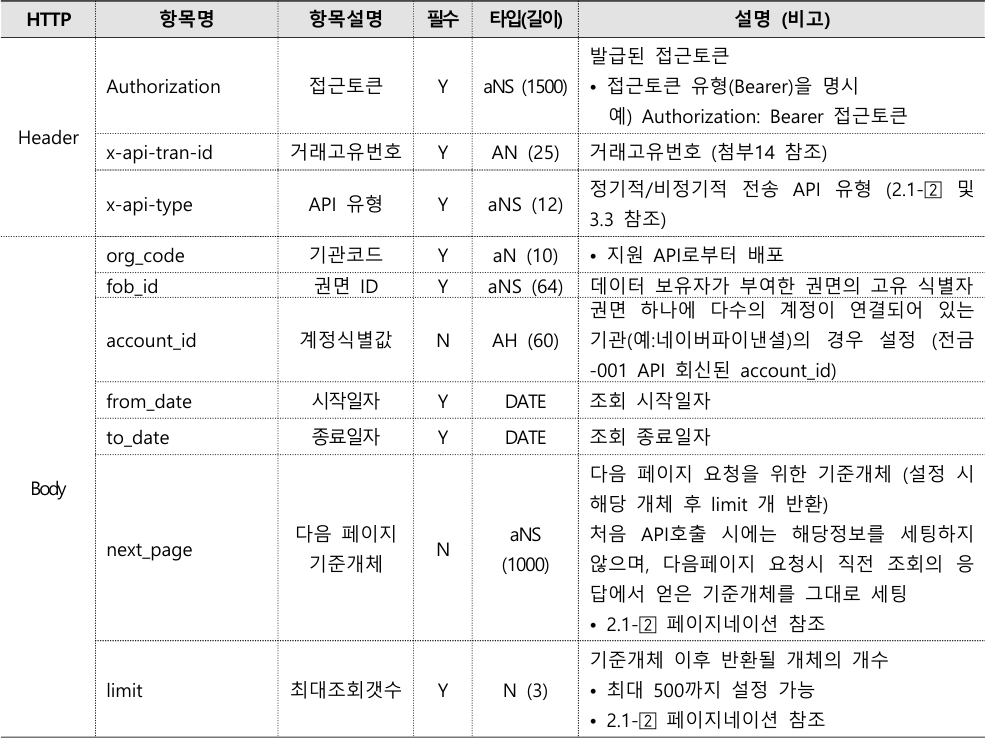 HTTP 항목명 항목설명 필수 타입(길이) 설명 (비고)
Header
Authorization 접근토큰 Y aNS (1500)
발급된 접근토큰
• 접근토큰 유형(Bearer)을 명시
예) Authorization: Bearer 접근토큰
x-api-tran-id 거래고유번호 Y AN (25) 거래고유번호 (첨부14 참조)
x-api-type API 유형 Y aNS (12)
정기적/비정기적 전송 API 유형 (2.1-2 및
3.3 참조)
Body
org_code 기관코드 Y aN (10) • 지원 API로부터 배포
fob_id 권면 ID Y aNS (64) 데이터 보유자가 부여한 권면의 고유 식별자
account_id 계정식별값 N AH (60)
권면 하나에 다수의 계정이 연결되어 있는
기관(예:네이버파이낸셜)의 경우 설정 (전금
-001 API 회신된 account_id)
from_date 시작일자 Y DATE 조회 시작일자
to_date 종료일자 Y DATE 조회 종료일자
next_page
다음 페이지
기준개체
N
aNS
(1000)
다음 페이지 요청을 위한 기준개체 (설정 시
해당 개체 후 limit 개 반환)
처음 API호출 시에는 해당정보를 세팅하지
않으며, 다음페이지 요청시 직전 조회의 응
답에서 얻은 기준개체를 그대로 세팅
• 2.1-2 페이지네이션 참조
limit 최대조회갯수 Y N (3)
기준개체 이후 반환될 개체의 개수
• 최대 500까지 설정 가능
• 2.1-2 페이지네이션 참조